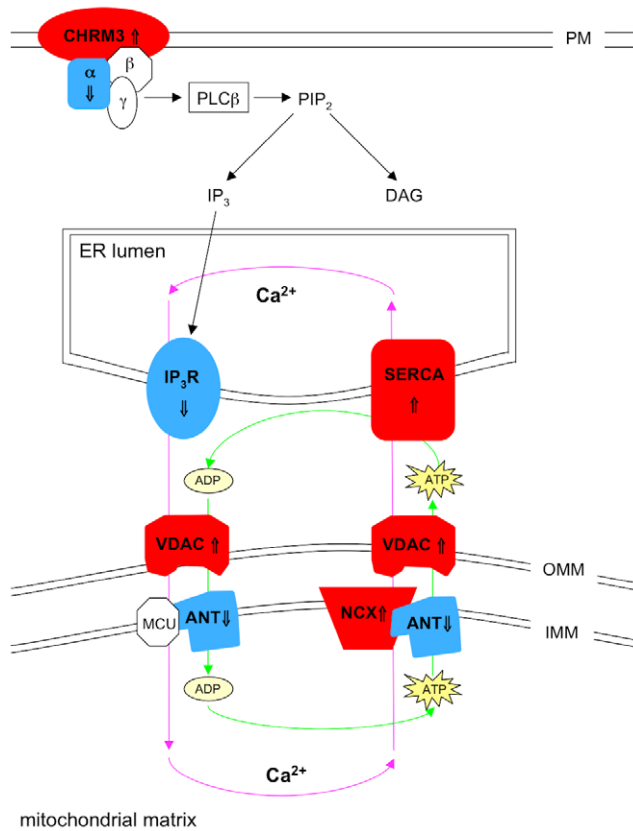 CHRM3 ⇑
PM
α
⇓
β
γ
PLCβ
PIP₂
IP₃
DAG
ER lumen
Ca²⁺
IP₃R
⇓
SERCA
⇑
ADP
ATP
VDAC ⇑
VDAC ⇑
OMM
MCU
ANT⇓
NCX⇑
ANT⇓
IMM
ADP
ATP
Ca²⁺
mitochondrial matrix